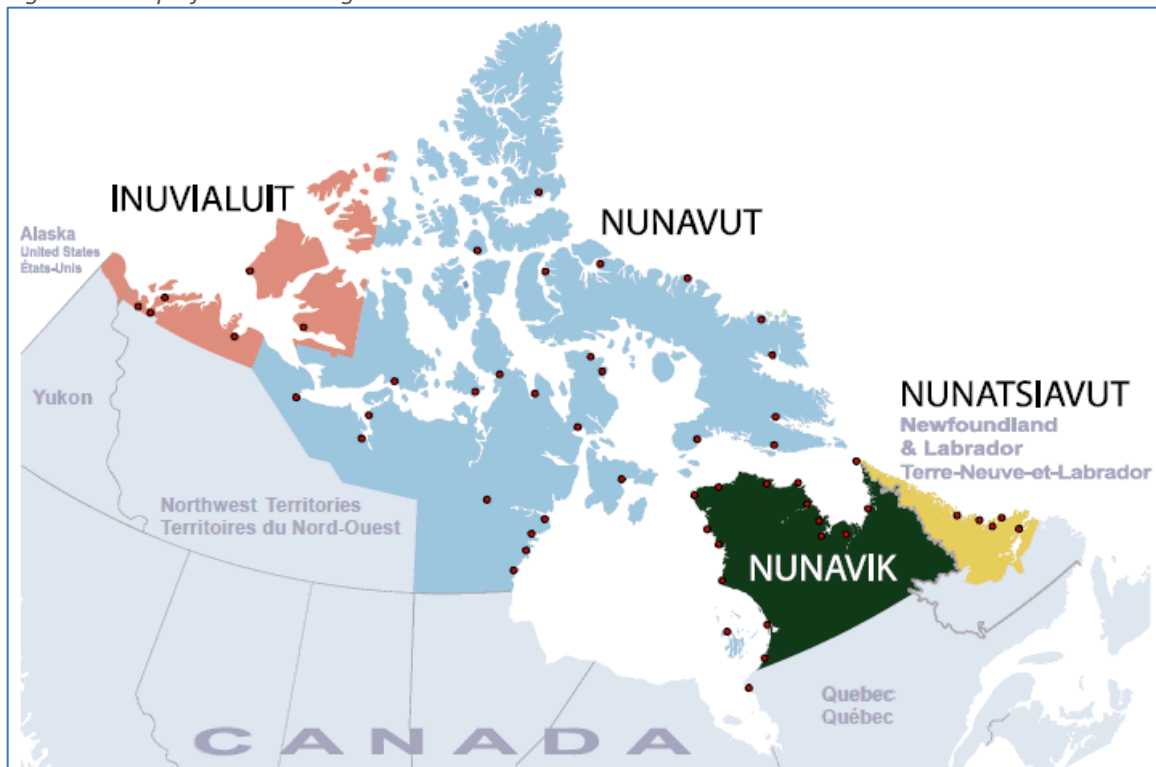 INUVIALUIT
NUNAVUT
Alaska
United States
États-Unis
Yukon
NUNATSIAVUT
Newfoundland
& Labrador
Terre-Neuve-et-Labrador
Northwest Territories
Territoires du Nord-Ouest
NUNAVIK
Quebec
Québec
CANADA